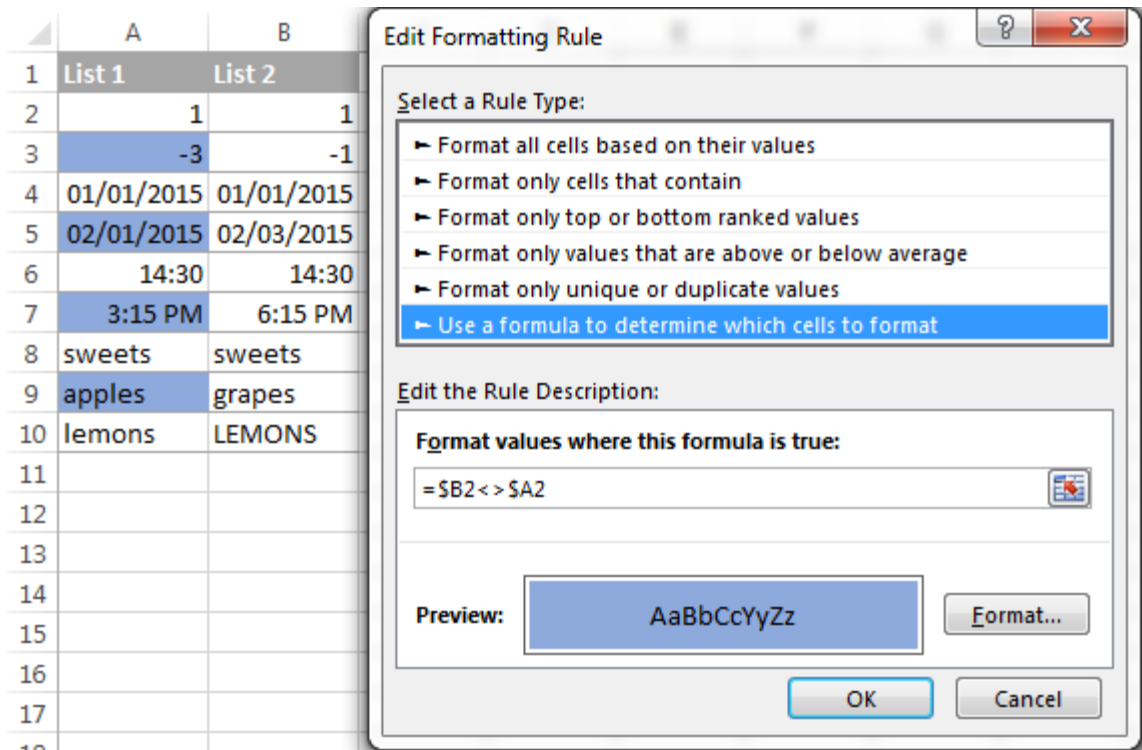 A B
1 List 1 List 2
2 1 1
3 -3 -1
4 01/01/2015 01/01/2015
5 02/01/2015 02/03/2015
6 14:30 14:30
7 3:15 PM 6:15 PM
8 sweets sweets
9 apples grapes
10 lemons LEMONS
11
12
13
14
15
16
17
Edit Formatting Rule
?
X
Select a Rule Type:
► Format all cells based on their values
► Format only cells that contain
► Format only top or bottom ranked values
► Format only values that are above or below average
► Format only unique or duplicate values
► Use a formula to determine which cells to format
Edit the Rule Description:
Format values where this formula is true:
=$B2<>$A2
Preview: AaBbCcYyZz Format...
OK Cancel